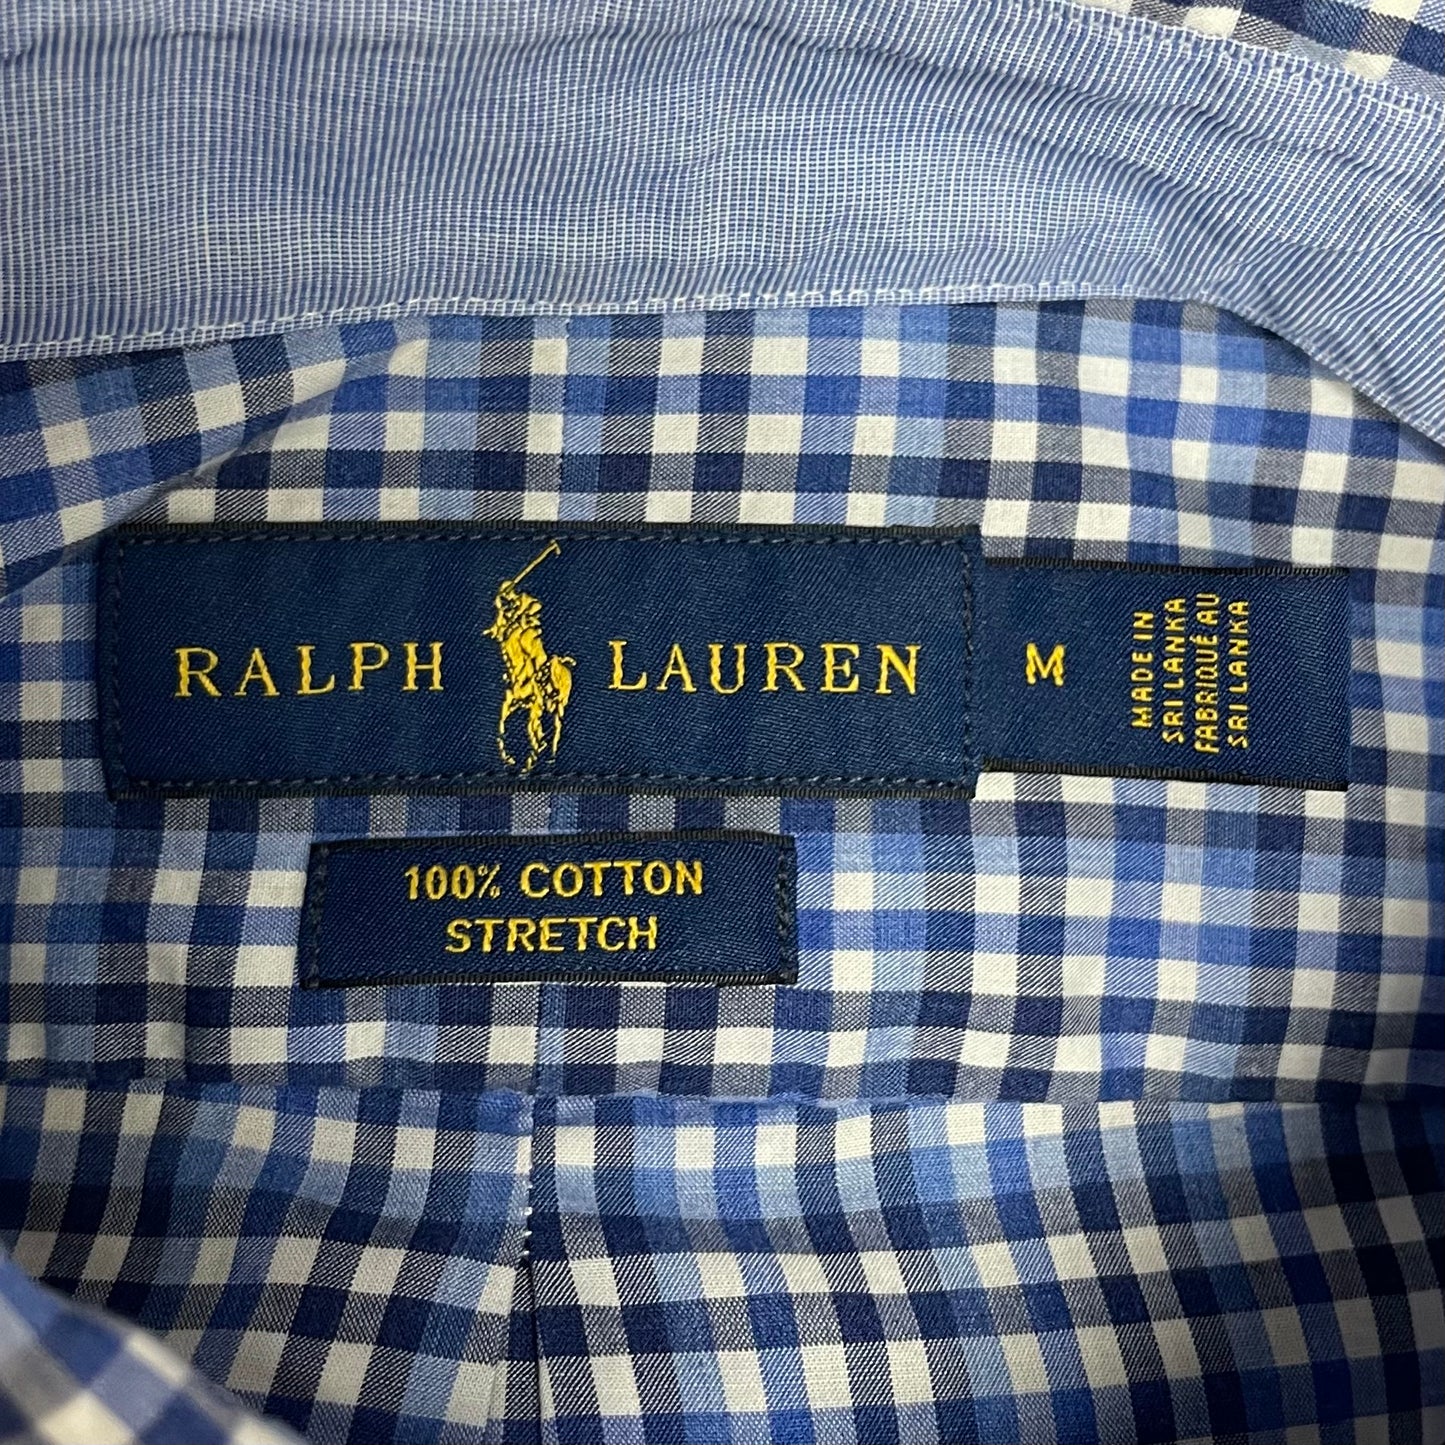 RALPH LAUREN
M
MADE IN
SRI LANKA
FABRIQUÉ AU
SRI LANKA
100% COTTON
STRETCH